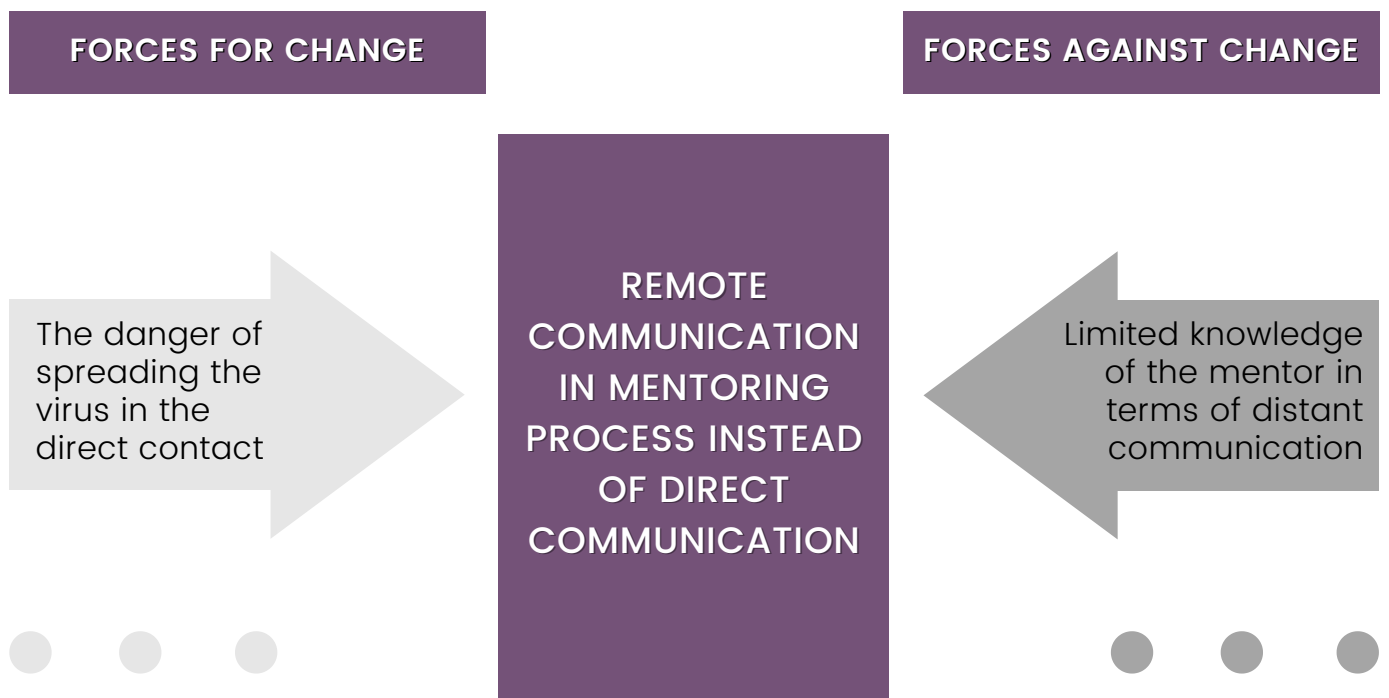 FORCES FOR CHANGE
FORCES AGAINST CHANGE
The danger of
spreading the
virus in the
direct contact
REMOTE
COMMUNICATION
IN MENTORING
PROCESS INSTEAD
OF DIRECT
COMMUNICATION
Limited knowledge
of the mentor in
terms of distant
communication